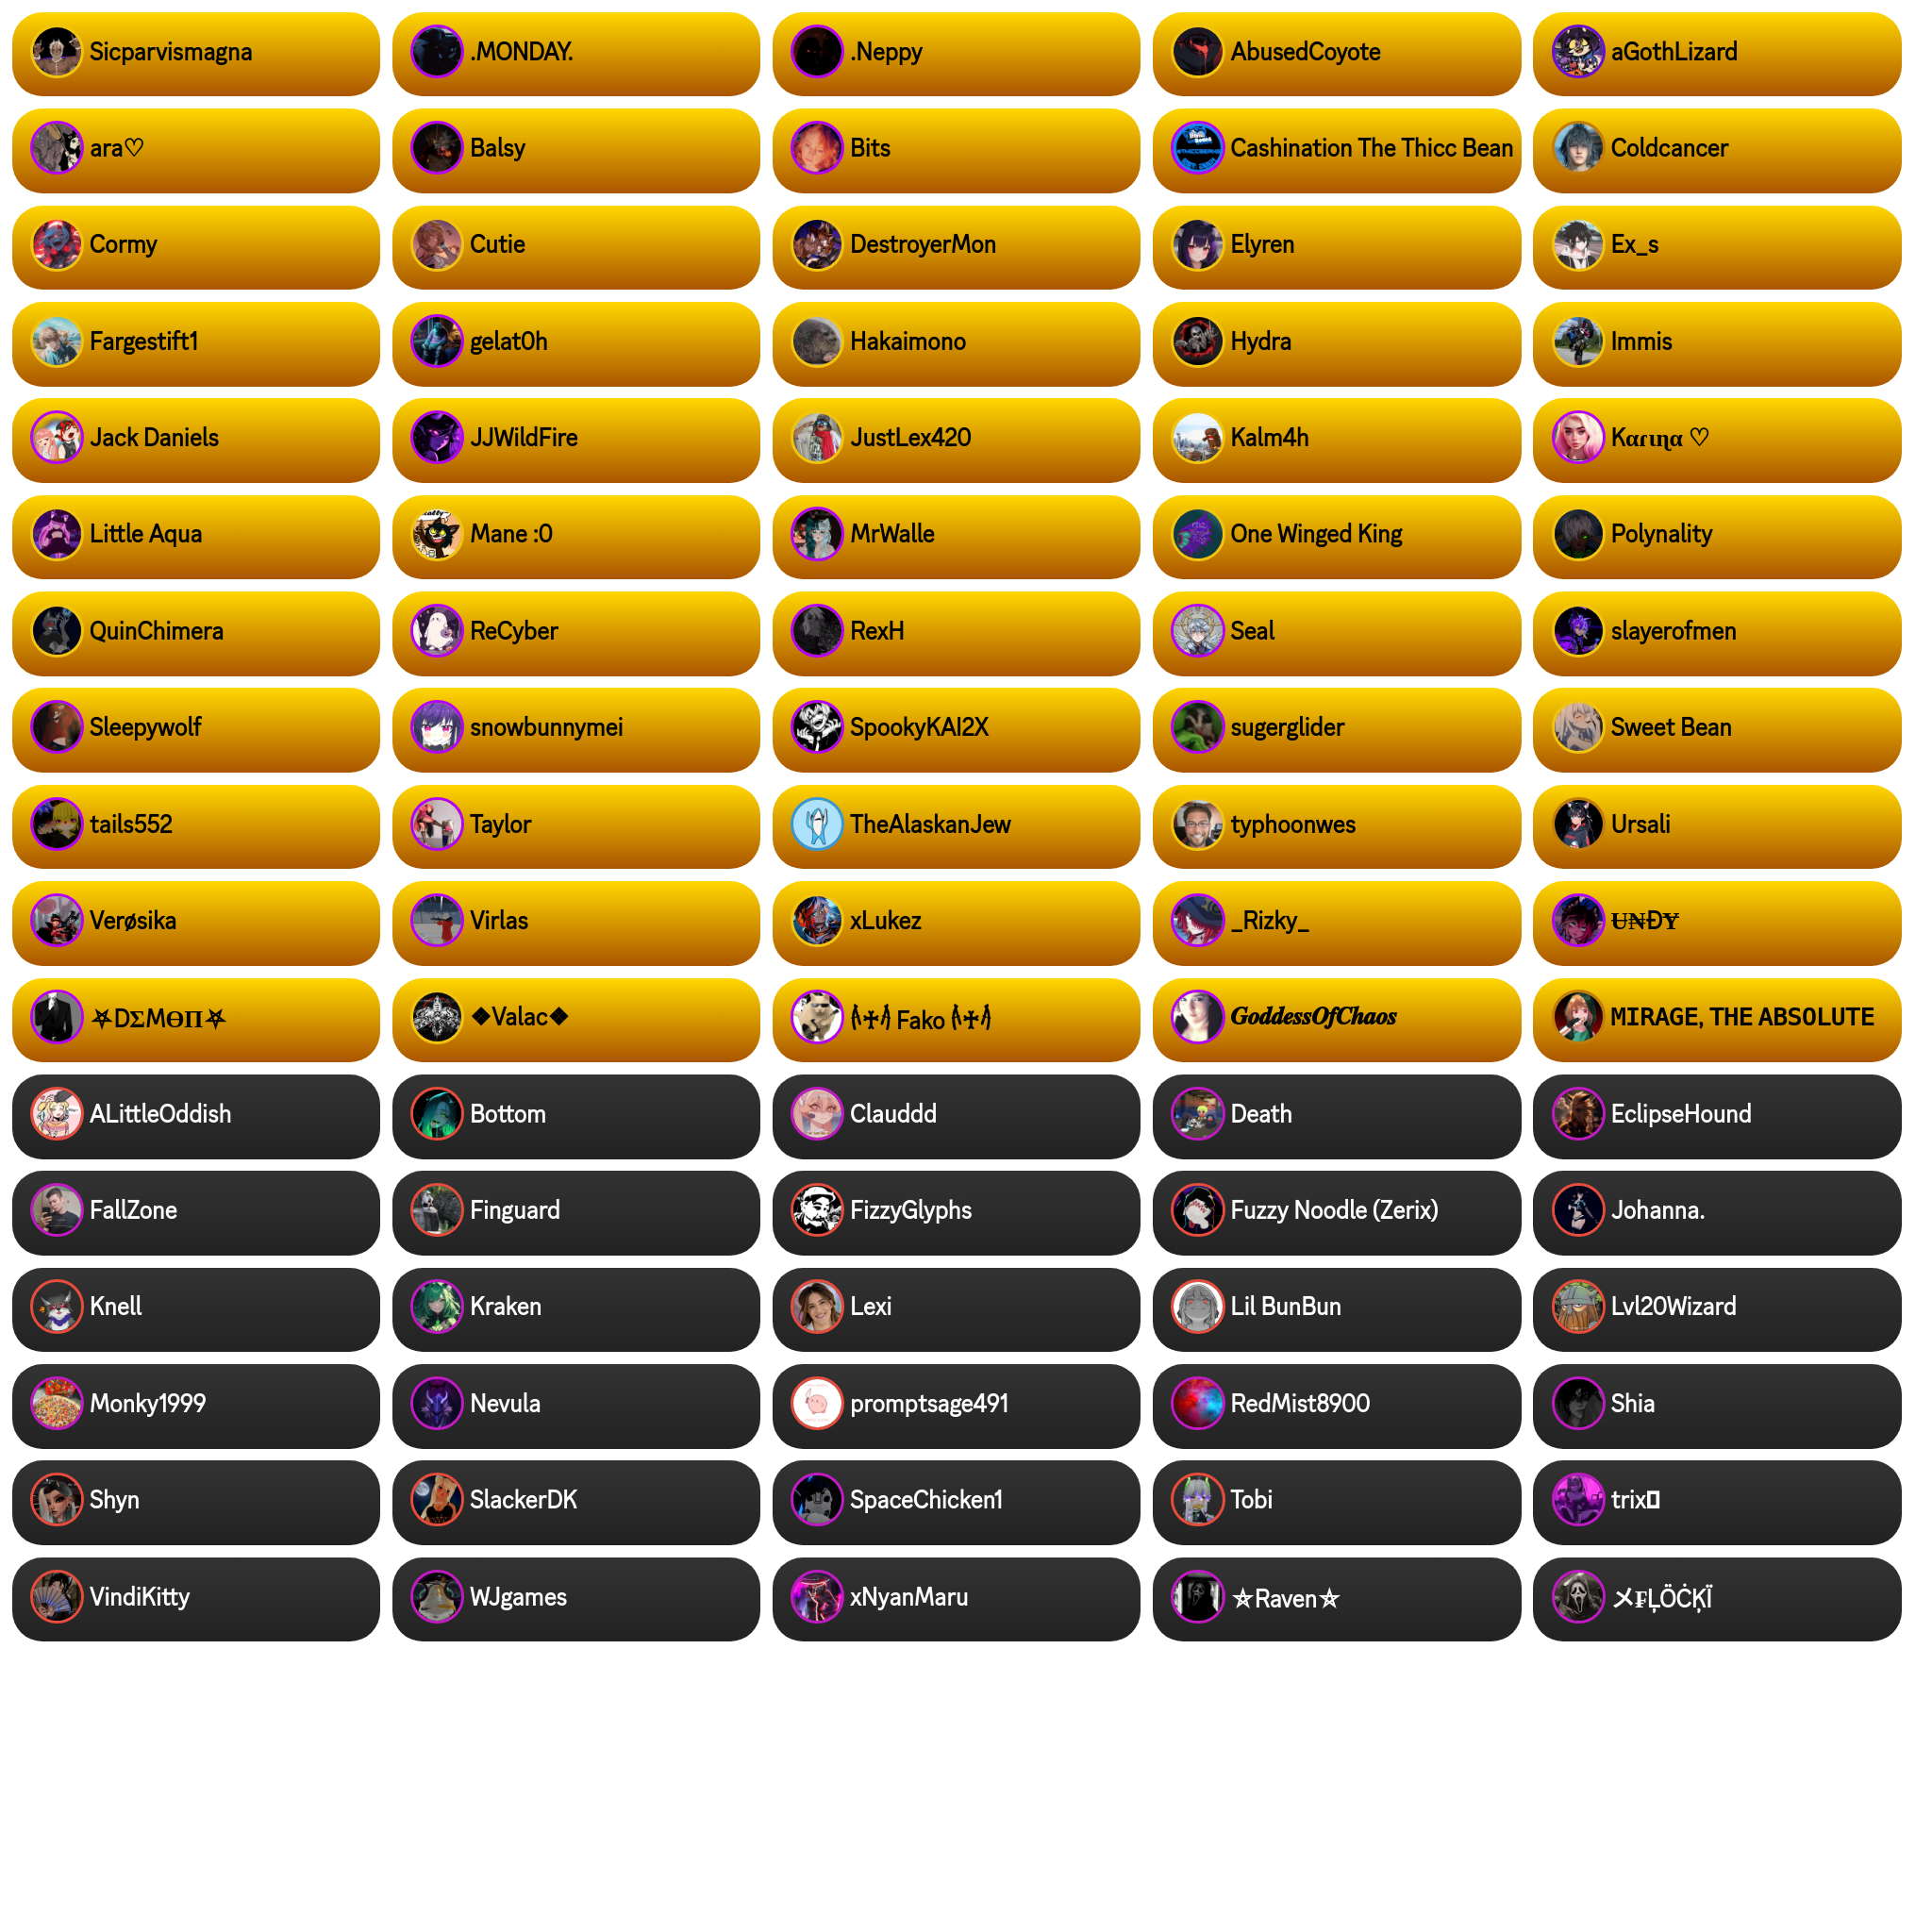 Sicparvismagna
.MONDAY.
.Neppy
AbusedCoyote
aGothLizard
ara♡
Balsy
Bits
Cashination The Thicc Bean
Coldcancer
Cormy
Cutie
DestroyerMon
Elyren
Ex_s
Fargestift1
gelat0h
Hakaimono
Hydra
Immis
Jack Daniels
JJWildFire
JustLex420
Kalm4h
Kαɾιɳα ♡
Little Aqua
Mane :0
MrWalle
One Winged King
Polynality
QuinChimera
ReCyber
RexH
Seal
slayerofmen
Sleepywolf
snowbunnymei
SpookyKAI2X
sugerglider
Sweet Bean
tails552
Taylor
TheAlaskanJew
typhoonwes
Ursali
Verøsika
Virlas
xLukez
_Rizky_
Ʉ₦ĐɎ
⛧DΣMӨП⛧
❖Valac❖
Fako
𝑮𝒐𝒅𝒅𝒆𝒔𝒔𝑶𝒇𝑪𝒉𝒂𝒐𝒔
𝗠𝗜𝗥𝗔𝗚𝗘, 𝗧𝗛𝗘 𝗔𝗕𝗦𝗢𝗟𝗨𝗧𝗘
ALittleOddish
Bottom
Clauddd
Death
EclipseHound
FallZone
Finguard
FizzyGlyphs
Fuzzy Noodle (Zerix)
Johanna.
Knell
Kraken
Lexi
Lil BunBun
Lvl20Wizard
Monky1999
Nevula
promptsage491
RedMist8900
Shia
Shyn
SlackerDK
SpaceChicken1
Tobi
trix
VindiKitty
WJgames
xNyanMaru
⛥Raven⛥
メ₣ĻÖĊĶÏ